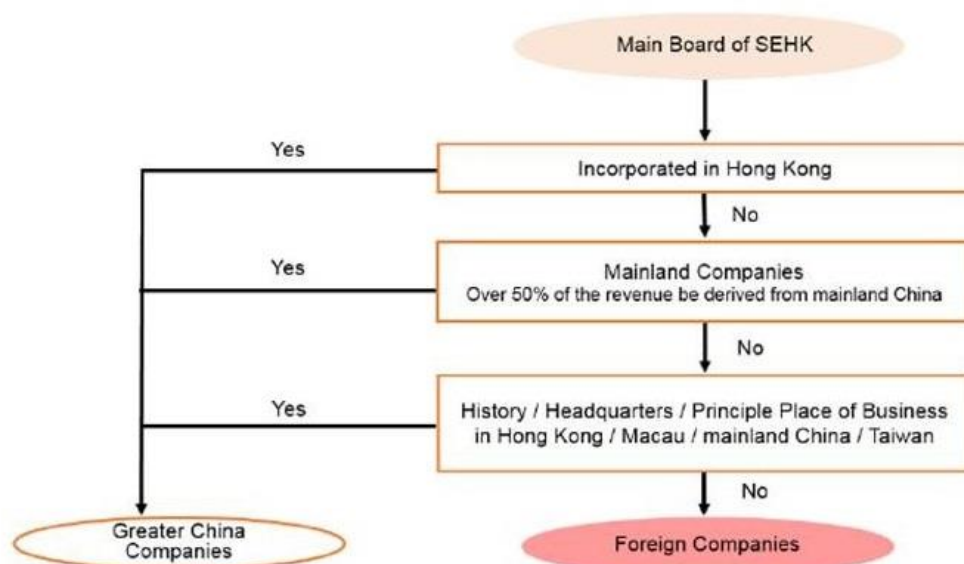 Main Board of SEHK
Yes
Incorporated in Hong Kong
No
Yes
Mainland Companies
Over 50% of the revenue be derived from mainland China
No
Yes
History / Headquarters / Principle Place of Business
in Hong Kong / Macau / mainland China / Taiwan
No
Greater China
Companies
Foreign Companies